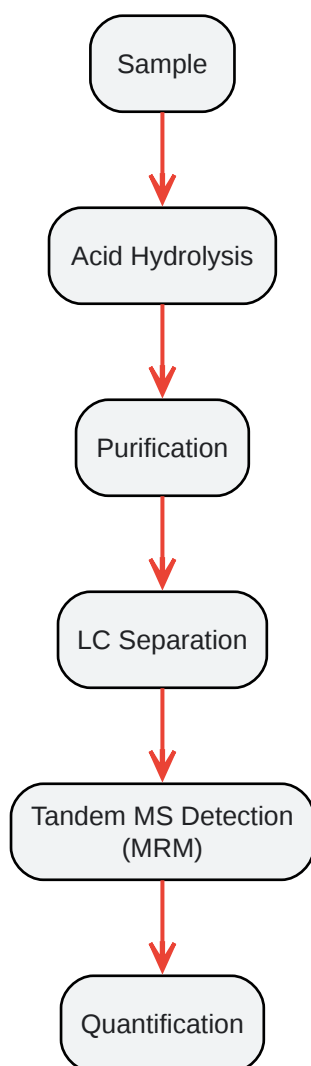 Sample
Acid Hydrolysis
Purification
LC Separation
Tandem MS Detection
(MRM)
Quantification